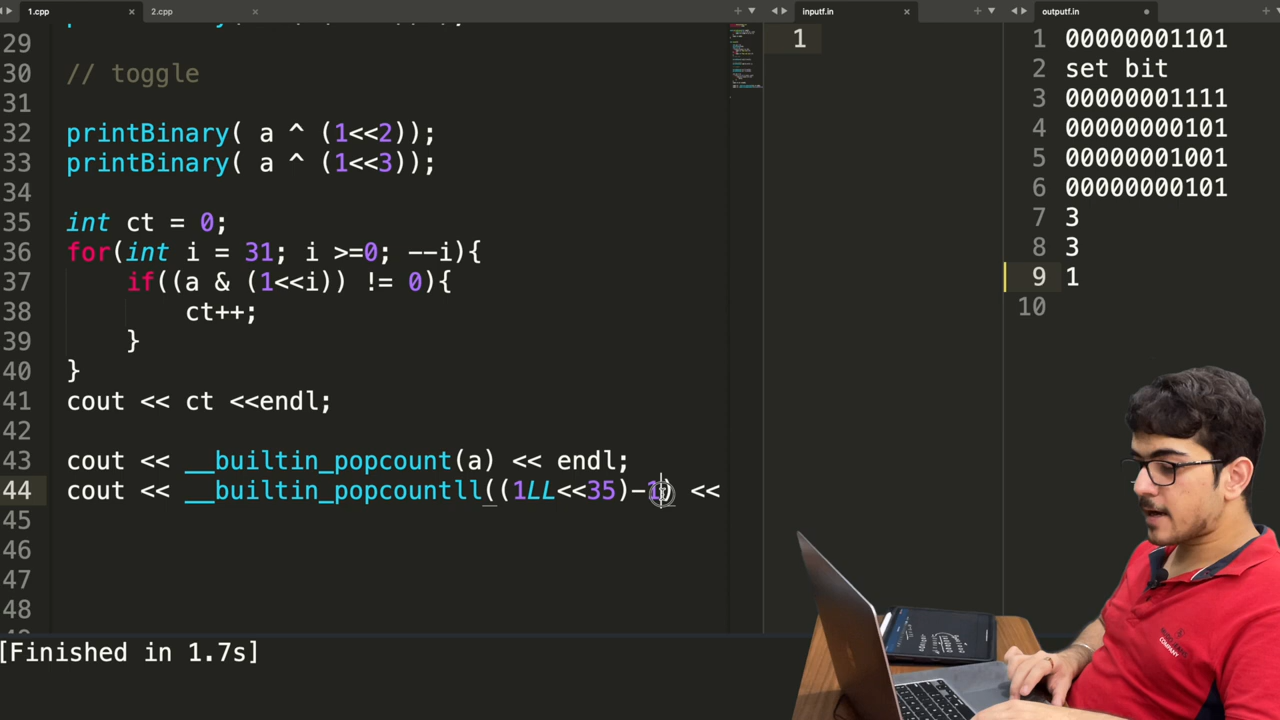 1.cpp
2.cpp
inputf.in
outputf.in
29
30 // toggle
31
32 printBinary( a ^ (1<<2));
33 printBinary( a ^ (1<<3));
34
35 int ct = 0;
36 for(int i = 31; i >=0; --i){
37 if((a & (1<<i)) != 0){
38 ct++;
39 }
40 }
41 cout << ct <<endl;
42
43 cout << __builtin_popcount(a) << endl;
44 cout << __builtin_popcountll((1LL<<35)-1) <<
45
46
47
48
[Finished in 1.7s]
1
1 00000001101
2 set bit
3 00000001111
4 00000000101
5 00000001001
6 00000000101
7 3
8 3
9 1
10
COMPANY